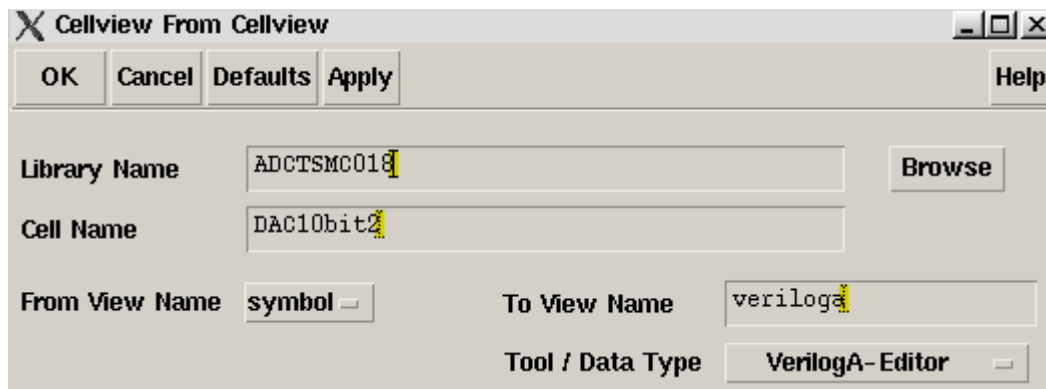 Cellview From Cellview
OK Cancel Defaults Apply Help
Library Name ADCTSMC018 Browse
Cell Name DAC10bit2
From View Name symbol To View Name veriloga
Tool / Data Type VerilogA-Editor